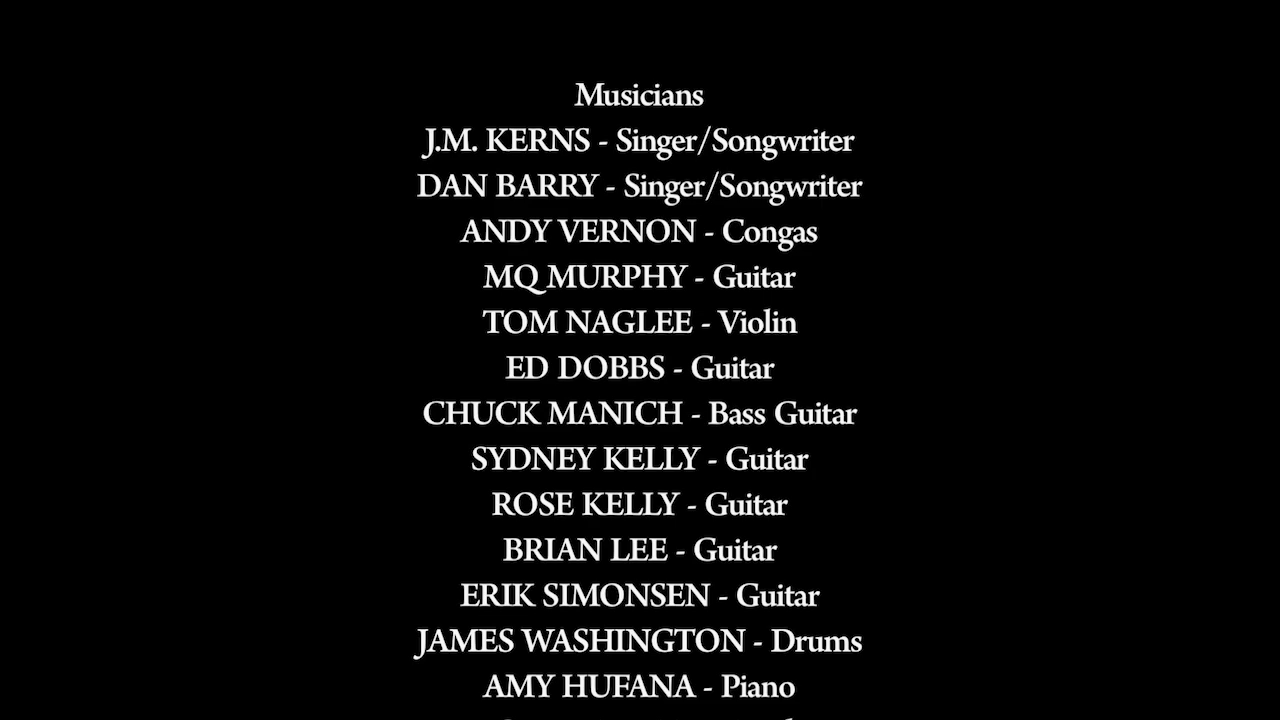 Musicians
J.M. KERNS - Singer/Songwriter
DAN BARRY - Singer/Songwriter
ANDY VERNON - Congas
MQ MURPHY - Guitar
TOM NAGLEE - Violin
ED DOBBS - Guitar
CHUCK MANICH - Bass Guitar
SYDNEY KELLY - Guitar
ROSE KELLY - Guitar
BRIAN LEE - Guitar
ERIK SIMONSEN - Guitar
JAMES WASHINGTON - Drums
AMY HUFANA - Piano